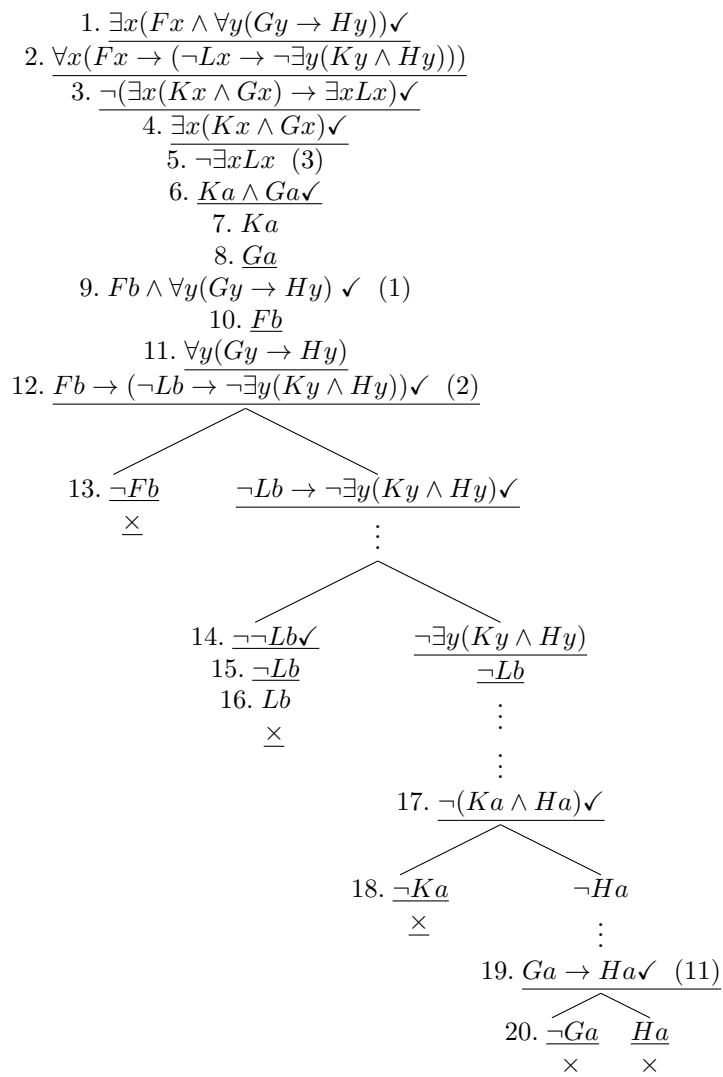 1. ∃x(Fx ∧ ∀y(Gy → Hy))✓
2. ∀x(Fx → (¬Lx → ¬∃y(Ky ∧ Hy)))
3. ¬(∃x(Kx ∧ Gx) → ∃xLx)✓
4. ∃x(Kx ∧ Gx)✓
5. ¬∃xLx (3)
6. Ka ∧ Ga✓
7. Ka
8. Ga
9. Fb ∧ ∀y(Gy → Hy) ✓ (1)
10. Fb
11. ∀y(Gy → Hy)
12. Fb → (¬Lb → ¬∃y(Ky ∧ Hy))✓ (2)
13. ¬Fb ¬Lb → ¬∃y(Ky ∧ Hy)✓
× ⋮
14. ¬¬Lb✓ ¬∃y(Ky ∧ Hy)
15. ¬Lb ¬Lb
16. Lb ⋮
× ⋮
17. ¬(Ka ∧ Ha)✓
18. ¬Ka ¬Ha
× ⋮
19. Ga → Ha✓ (11)
20. ¬Ga Ha
× ×